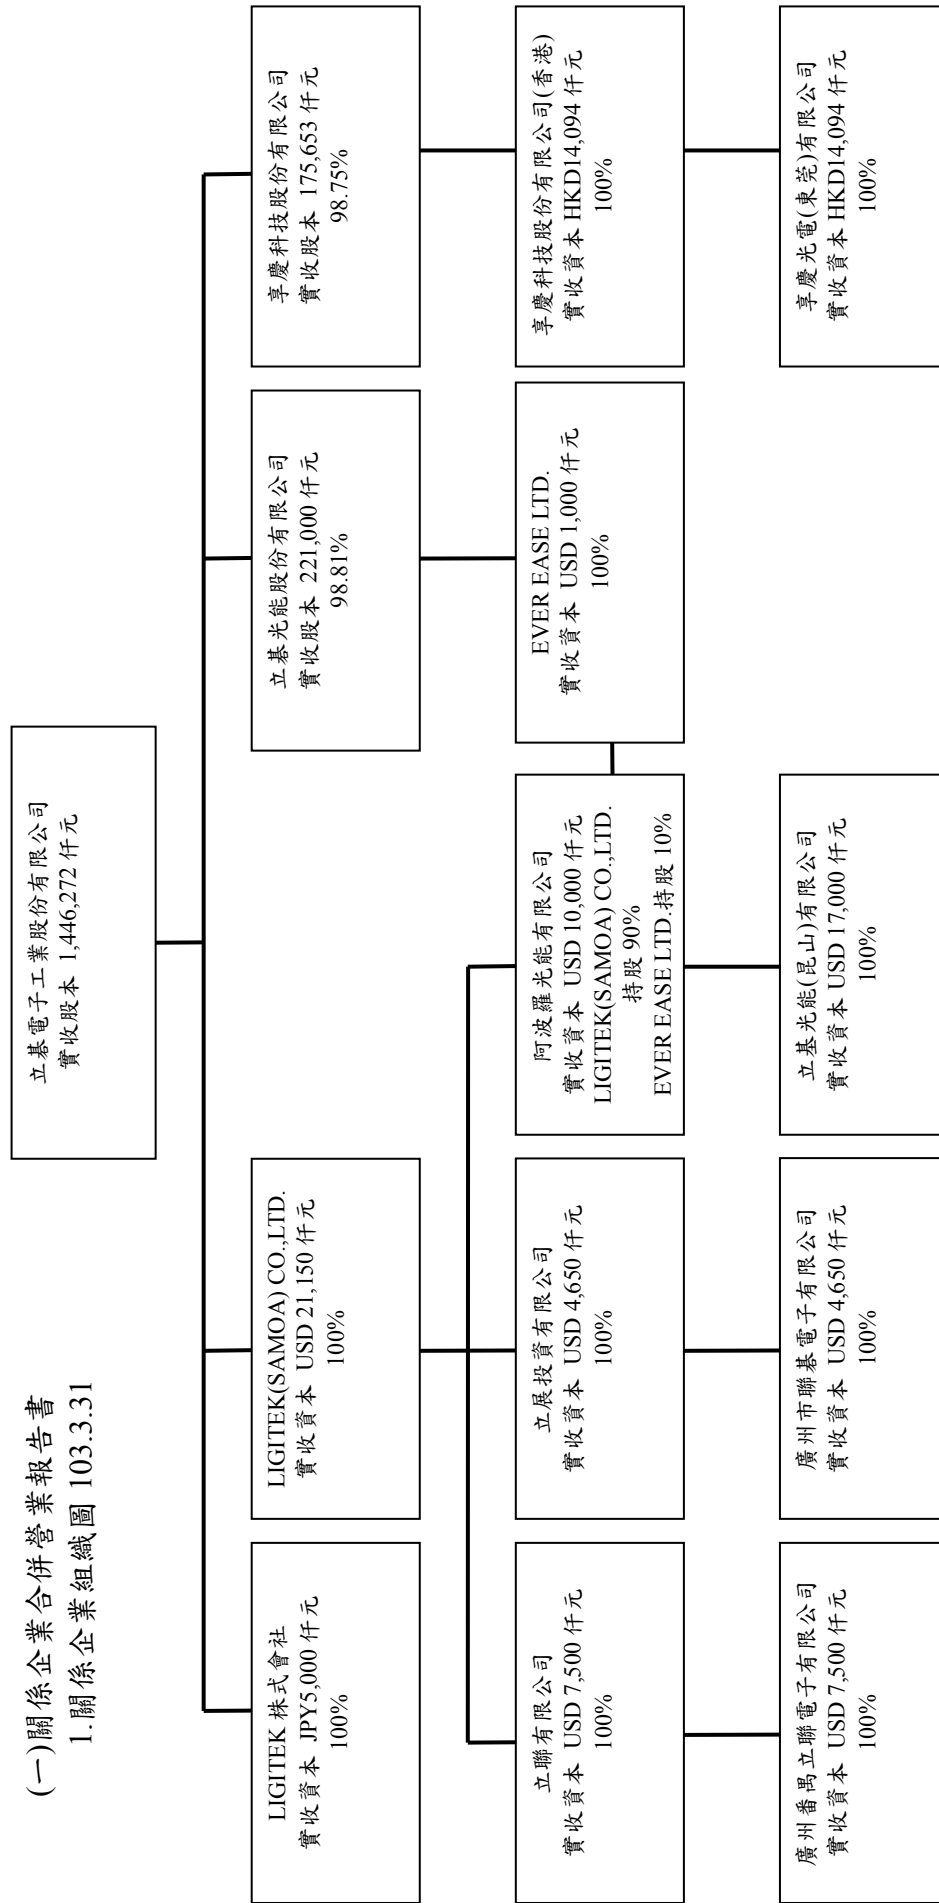 (一)關係企業合併營業報告書
1.關係企業組織圖 103.3.31
立碁電子工業股份有限公司
實收股本 1,446,272 仟元
LIGITEK 株式會社
實收資本 JPY5,000 仟元
100%
LIGITEK(SAMOA) CO.,LTD.
實收資本 USD 21,150 仟元
100%
立碁光能股份有限公司
實收股本 221,000 仟元
98.81%
享慶科技股份有限公司
實收股本 175,653 仟元
98.75%
立聯有限公司
實收資本 USD 7,500 仟元
100%
立展投資有限公司
實收資本 USD 4,650 仟元
100%
阿波羅光能有限公司
實收資本 USD 10,000 仟元
LIGITEK(SAMOA) CO.,LTD.
持股 90%
EVER EASE LTD.持股 10%
EVER EASE LTD.
實收資本 USD 1,000 仟元
100%
享慶科技股份有限公司(香港)
實收資本 HKD14,094 仟元
100%
廣州番禺立聯電子有限公司
實收資本 USD 7,500 仟元
100%
廣州市聯碁電子有限公司
實收資本 USD 4,650 仟元
100%
立基光能(昆山)有限公司
實收資本 USD 17,000 仟元
100%
享慶光電(東莞)有限公司
實收資本 HKD14,094 仟元
100%